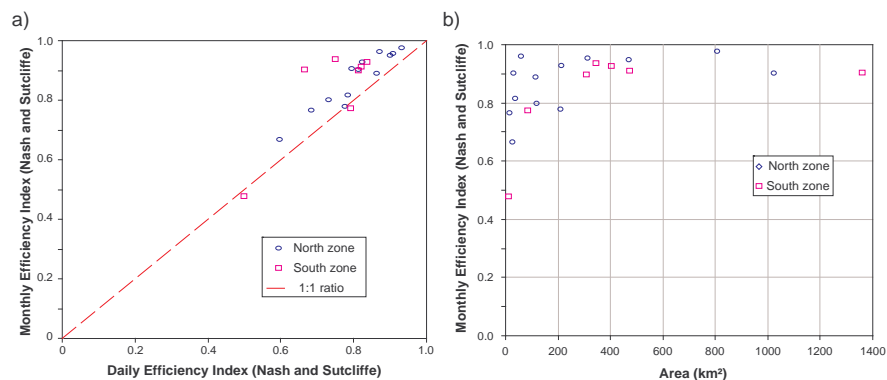 a)
Monthly Efficiency Index (Nash and Sutcliffe)
1.0
0.8
0.6
0.4
0.2
0
0
0.2
0.4
0.6
0.8
1.0
North zone
South zone
1:1 ratio
Daily Efficiency Index (Nash and Sutcliffe)
b)
Monthly Efficiency Index (Nash and Sutcliffe)
1.0
0.8
0.6
0.4
0.2
0.0
0
200
400
600
800
1000
1200
1400
North zone
South zone
Area (km²)